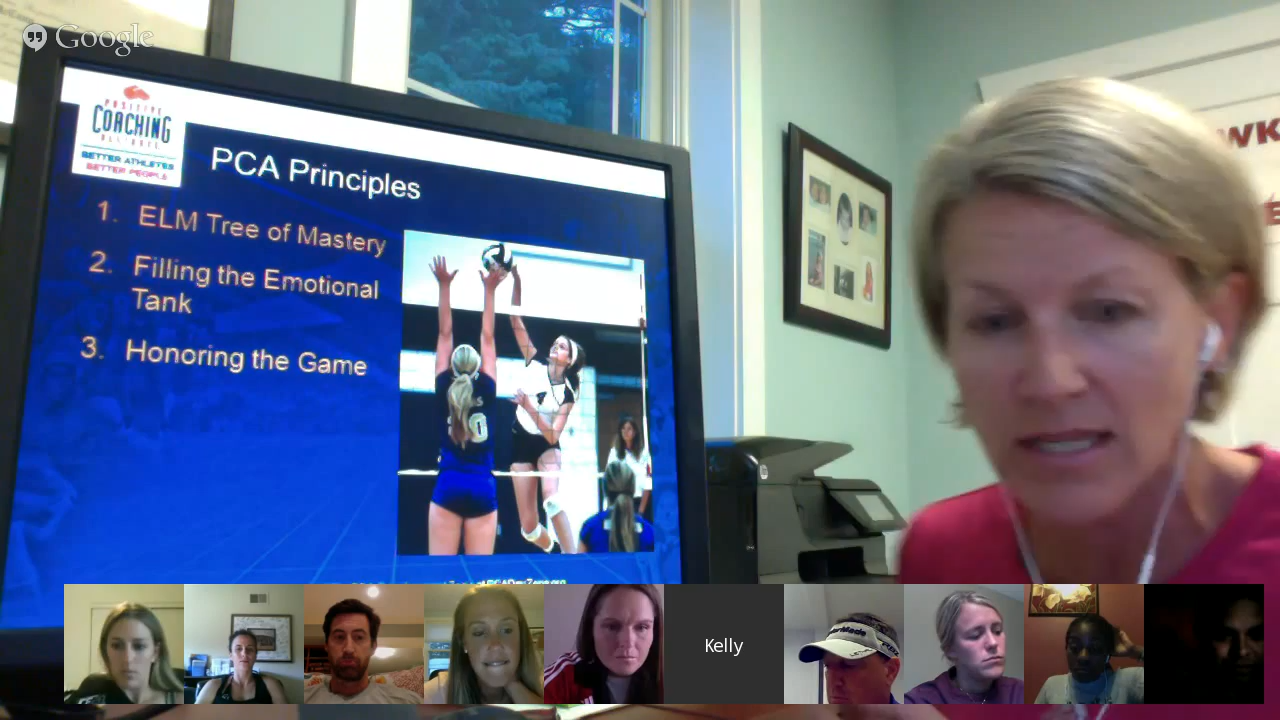 Google
POSITIVE
COACHING
ALLIANCE
BETTER ATHLETES
BETTER PEOPLE
PCA Principles
1. ELM Tree of Mastery
2. Filling the Emotional
Tank
3. Honoring the Game
Kelly